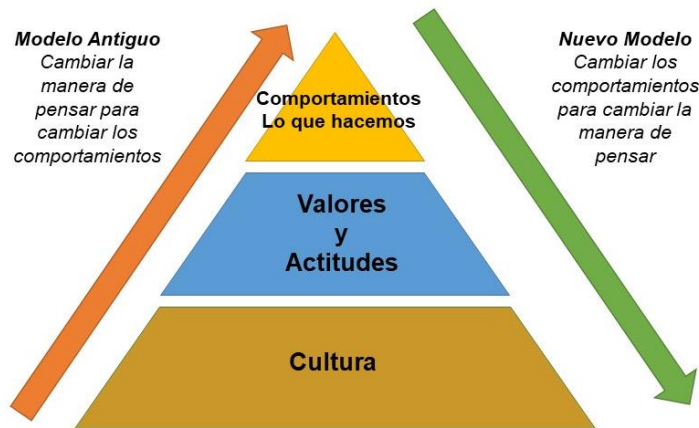 Modelo Antiguo
Cambiar la
manera de
pensar para
cambiar los
comportamientos
Nuevo Modelo
Cambiar los
comportamientos
para cambiar la
manera de
pensar
Comportamientos
Lo que hacemos
Valores
y
Actitudes
Cultura